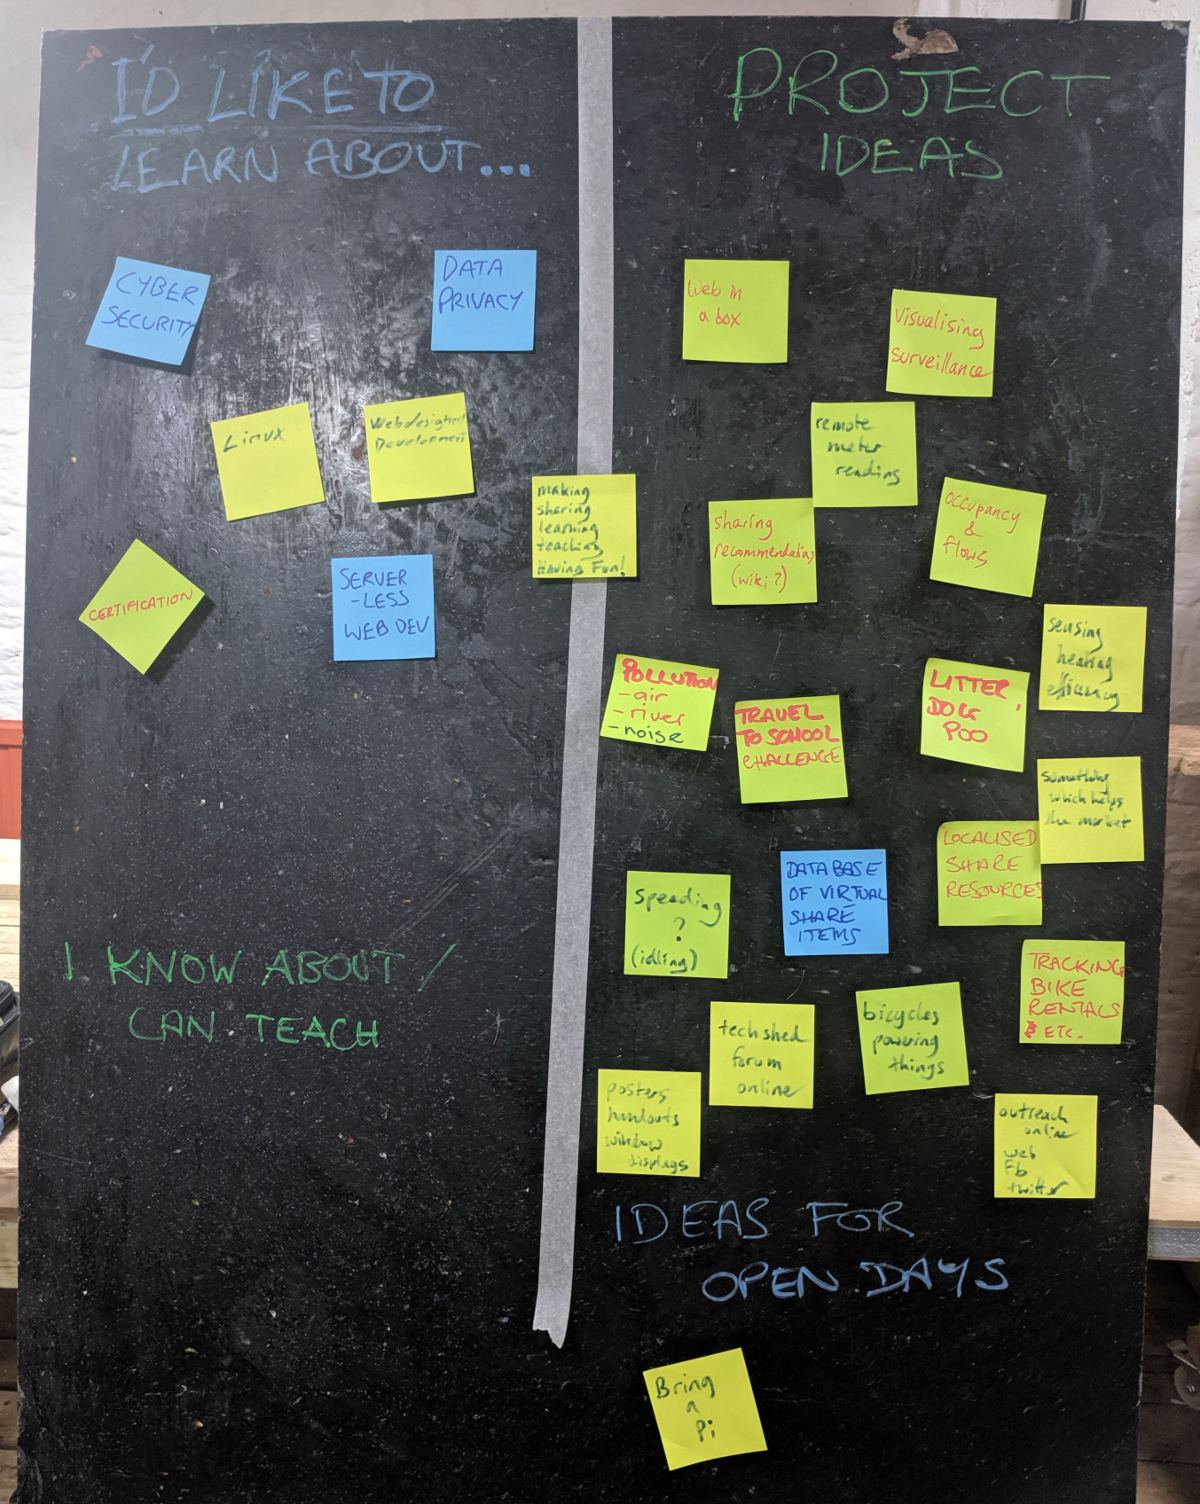 I'D LIKE TO
LEARN ABOUT...
CYBER
SECURITY
DATA
PRIVACY
Linux
Webdesign
Development
CERTIFICATION
SERVER
-LESS
WEB DEV
making
sharing
learning
teaching
Having Fun!
I KNOW ABOUT /
CAN TEACH
PROJECT
IDEAS
Web in
a box
Visualising
surveillance
remote
meter
reading
sharing
recommendations
(wiki?)
occupancy
&
flows
sensing
heating
efficiency
POLLUTION
-air
-river
-noise
TRAVEL
TO SCHOOL
CHALLENGE
LITTER,
DOG
POO
something
which helps
the market
LOCALISED
SHARE
RESOURCES
DATABASE
OF VIRTUAL
SHARE
ITEMS
speeding
?
(idling)
TRACKING
BIKE
RENTALS
& ETC.
tech shed
forum
online
bicycles
powering
things
posters
handouts
window
displays
outreach
online
web
Fb
twitter
IDEAS FOR
OPEN DAYS
Bring
a
Pi